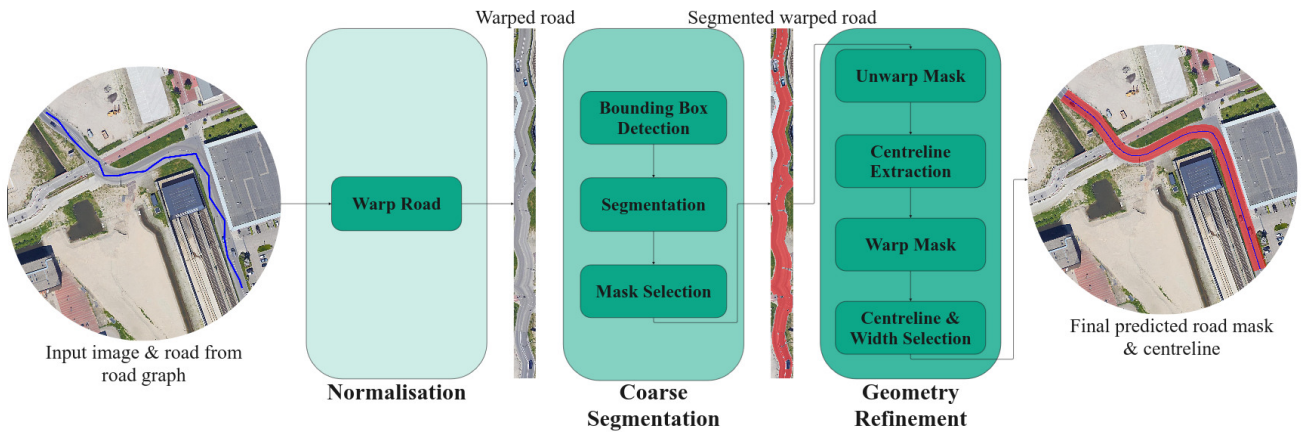 Warped road
Segmented warped road
Warp Road
Bounding Box
Detection
Segmentation
Mask Selection
Unwarp Mask
Centreline
Extraction
Warp Mask
Centreline &
Width Selection
Input image & road from
road graph
Normalisation
Coarse
Segmentation
Geometry
Refinement
Final predicted road mask
& centreline